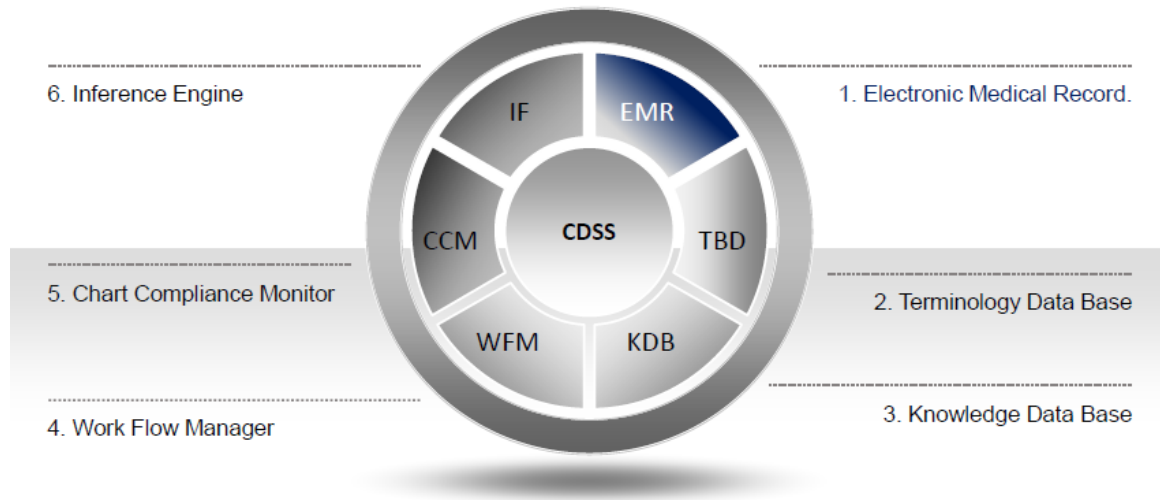 6. Inference Engine
1. Electronic Medical Record.
IF
EMR
CCM
CDSS
TBD
5. Chart Compliance Monitor
2. Terminology Data Base
WFM
KDB
4. Work Flow Manager
3. Knowledge Data Base